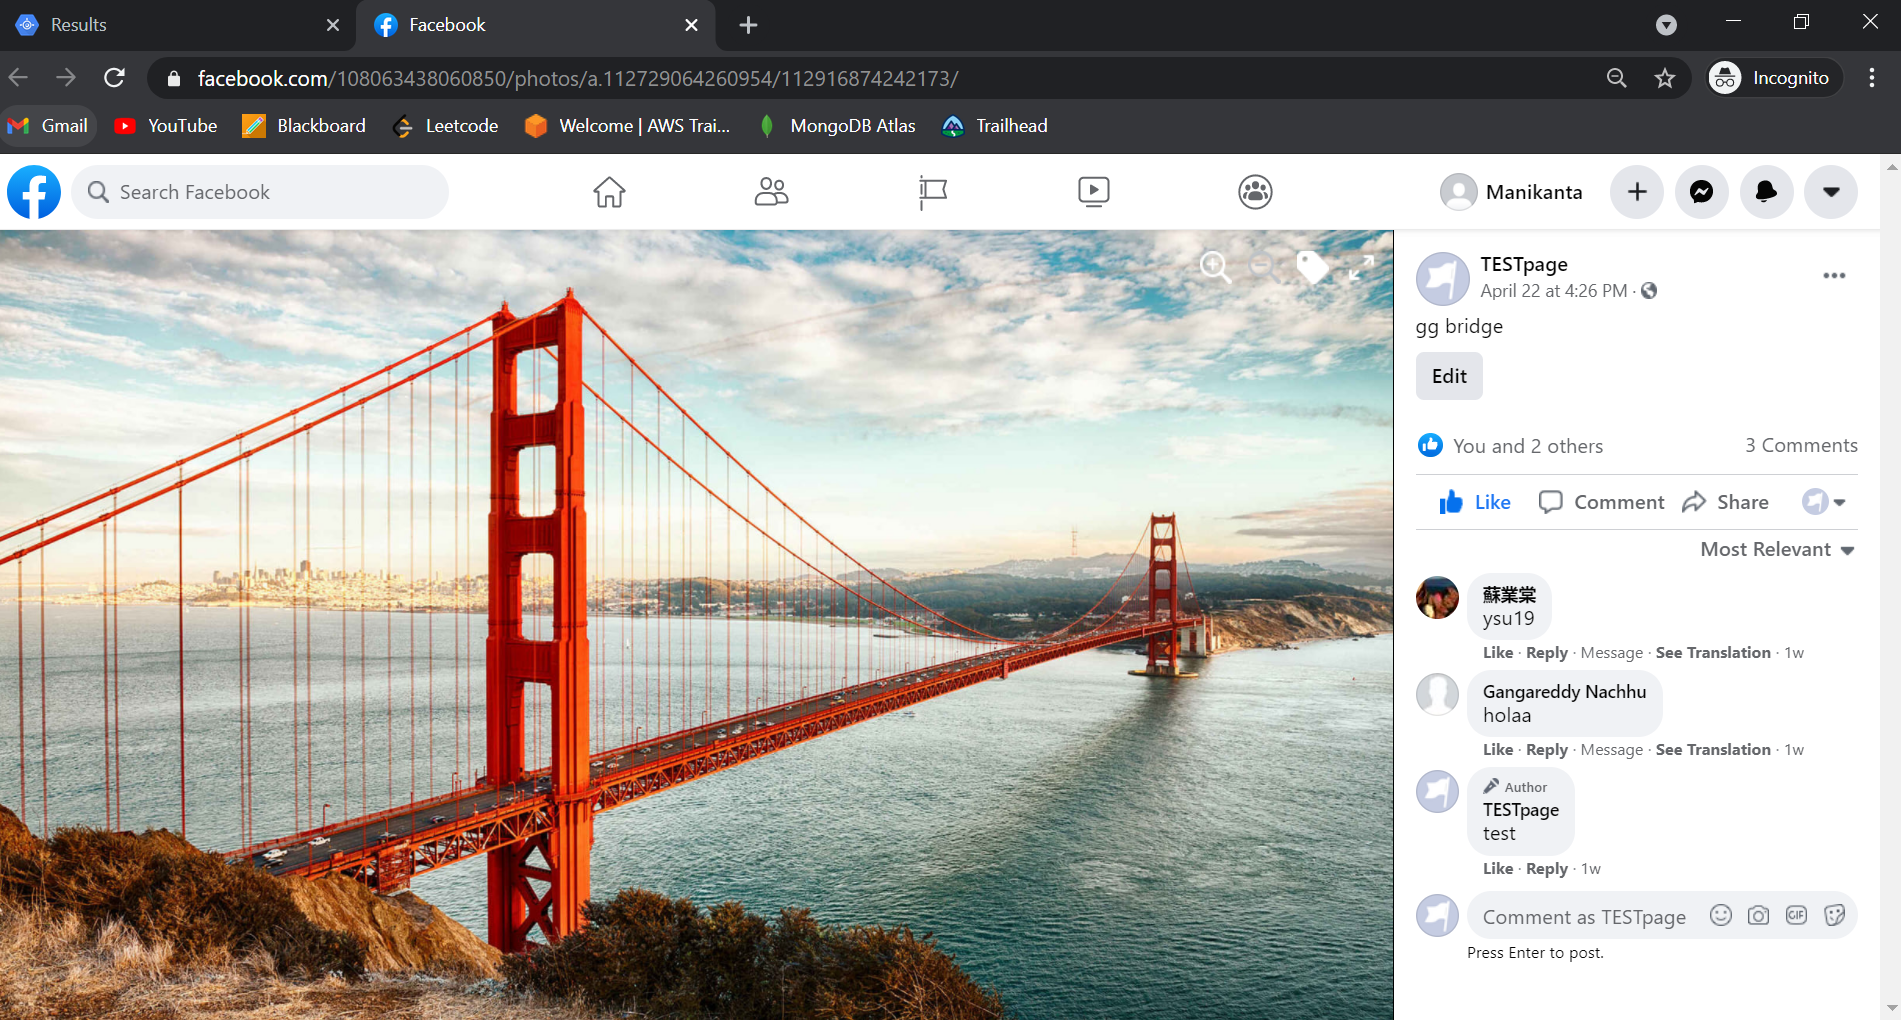 Results
Facebook
facebook.com/108063438060850/photos/a.112729064260954/112916874242173/
Incognito
Gmail
YouTube
Blackboard
Leetcode
Welcome | AWS Trai...
MongoDB Atlas
Trailhead
Search Facebook
Manikanta
TESTpage
April 22 at 4:26 PM ·
gg bridge
Edit
You and 2 others
3 Comments
Like
Comment
Share
Most Relevant
蘇業棠
ysu19
Like · Reply · Message · See Translation · 1w
Gangareddy Nachhu
holaa
Like · Reply · Message · See Translation · 1w
Author
TESTpage
test
Like · Reply · 1w
Comment as TESTpage
GIF
Press Enter to post.